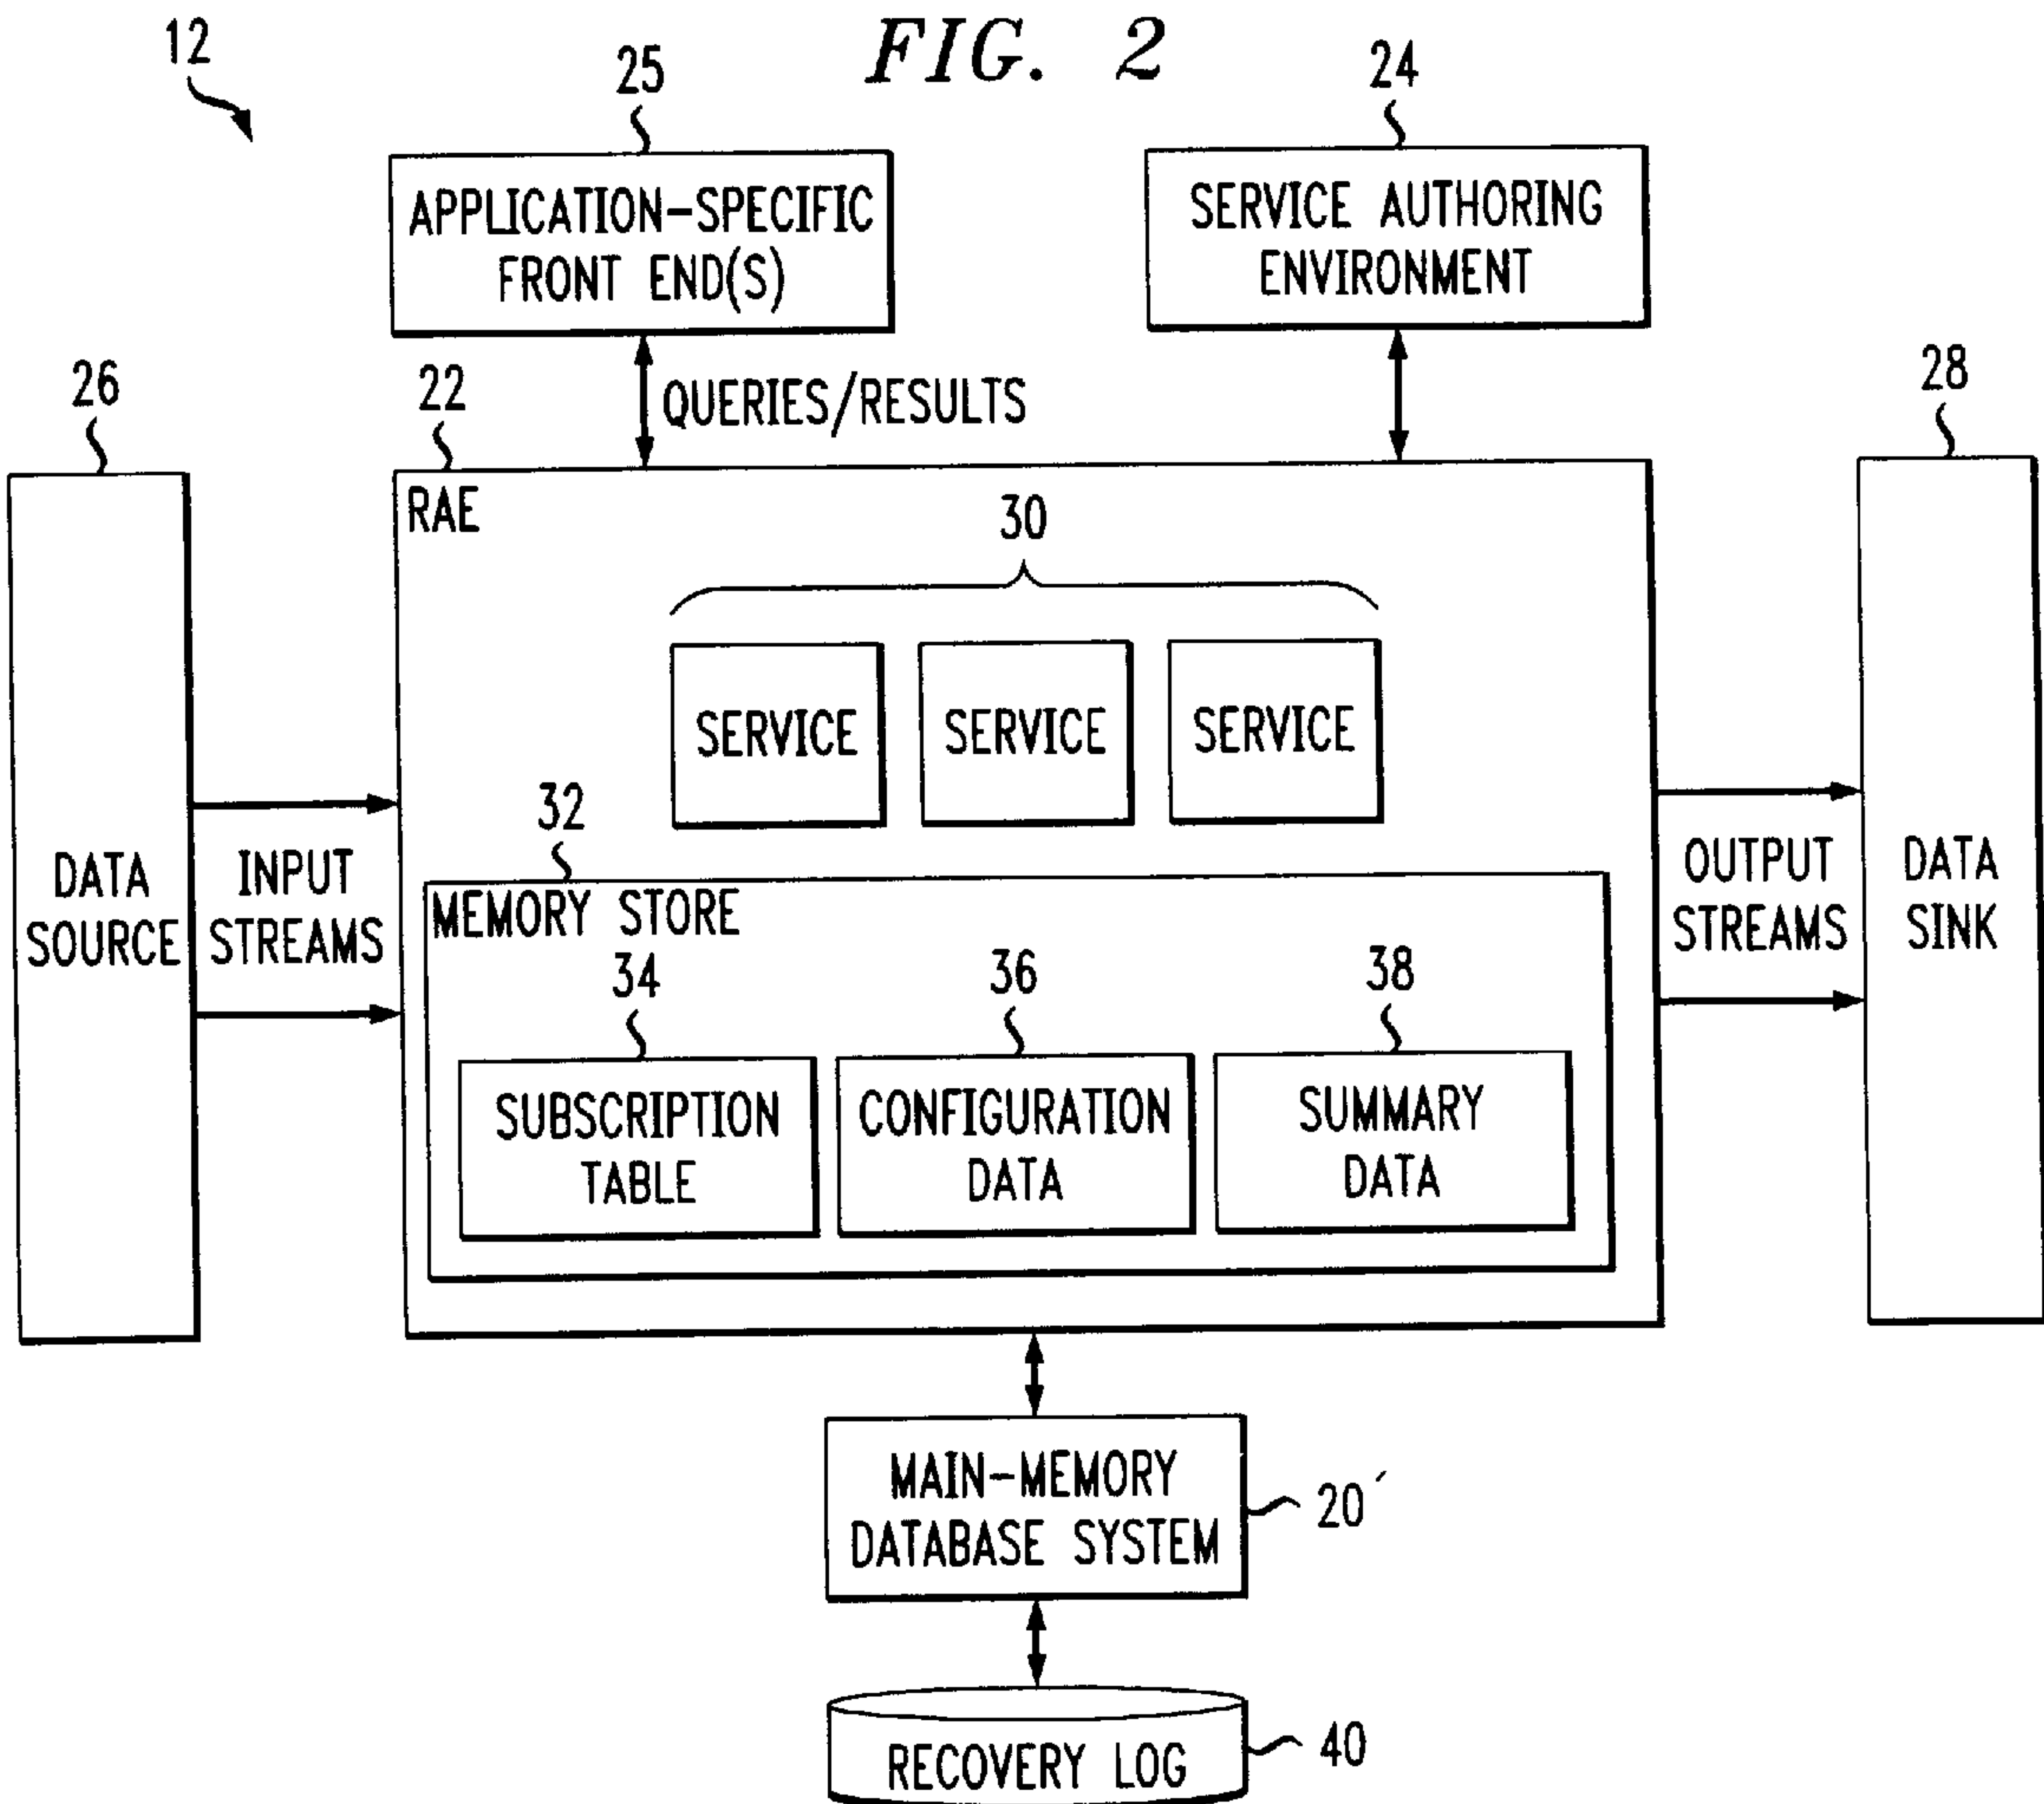 FIG. 2
12
25
24
APPLICATION-SPECIFIC
FRONT END(S)
SERVICE AUTHORING
ENVIRONMENT
26
22
QUERIES/RESULTS
28
RAE
30
SERVICE
SERVICE
SERVICE
32
DATA
SOURCE
INPUT
STREAMS
MEMORY STORE
OUTPUT
STREAMS
DATA
SINK
34
36
38
SUBSCRIPTION
TABLE
CONFIGURATION
DATA
SUMMARY
DATA
MAIN-MEMORY
DATABASE SYSTEM
20′
RECOVERY LOG
40